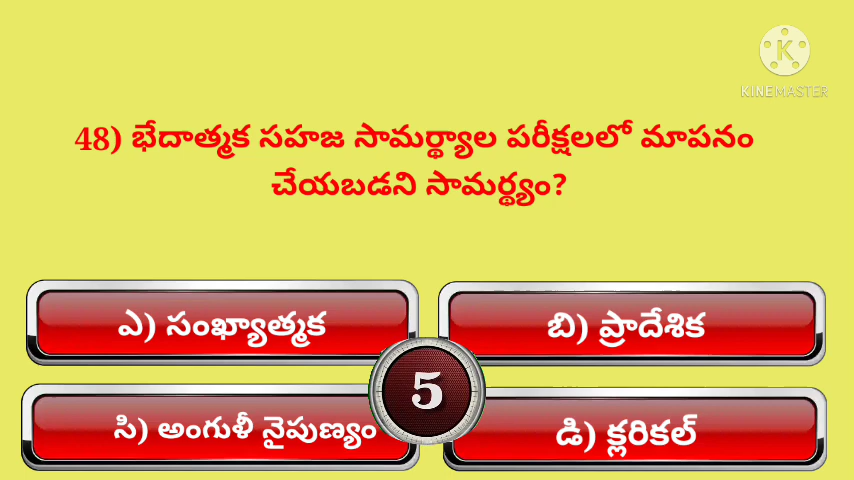 KINEMASTER
48) భేదాత్మక సహజ సామర్థ్యాల పరీక్షలలో మాపనం
చేయబడని సామర్థ్యం?
ఎ) సంఖ్యాత్మక
బి) ప్రాదేశిక
5
సి) అంగుళీ నైపుణ్యం
డి) క్లరికల్